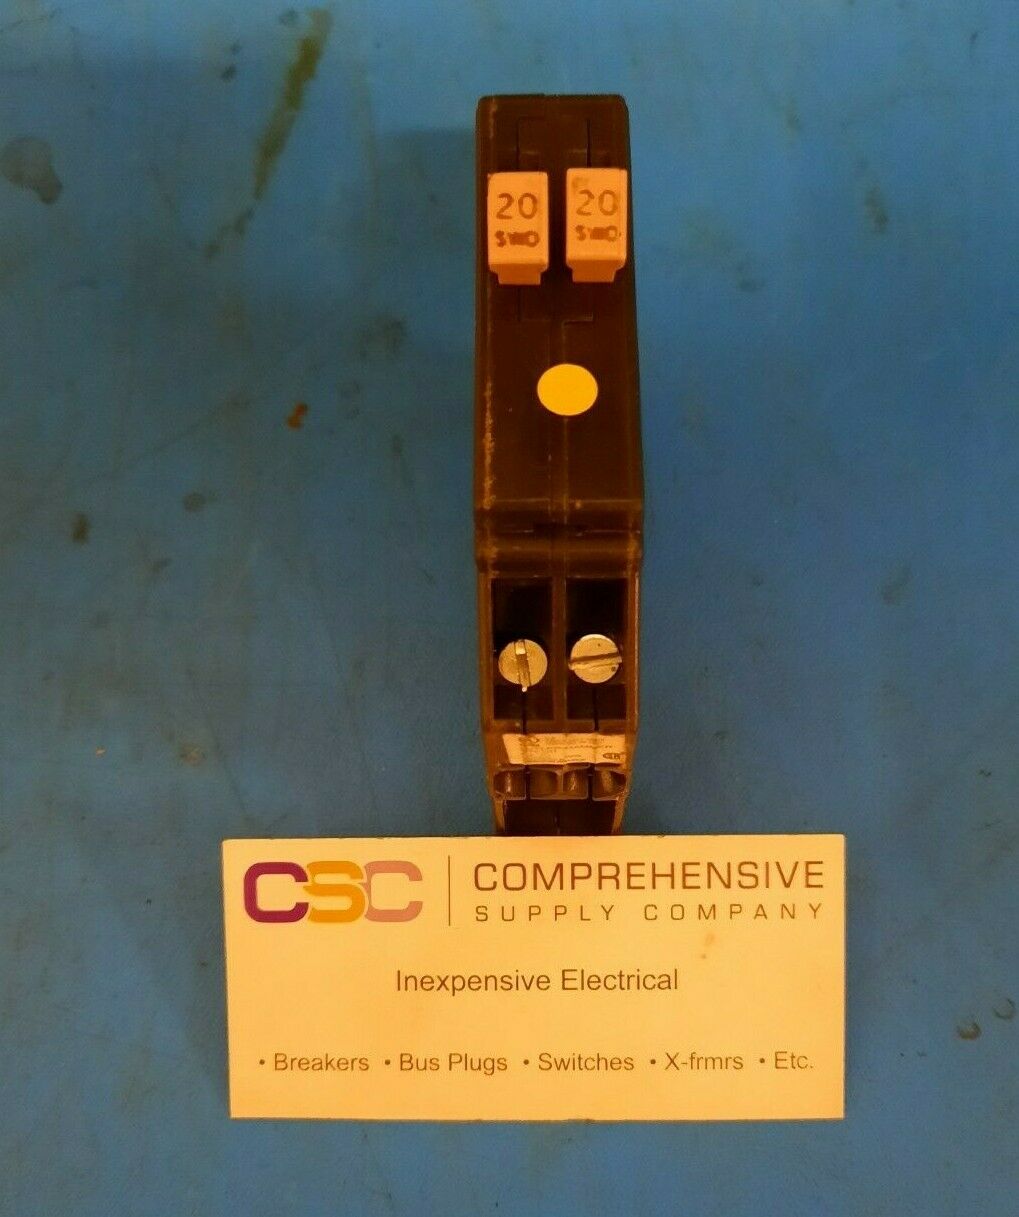 20 20
SWD SWD
CSC COMPREHENSIVE
SUPPLY COMPANY
Inexpensive Electrical
• Breakers • Bus Plugs • Switches • X-frmrs • Etc.